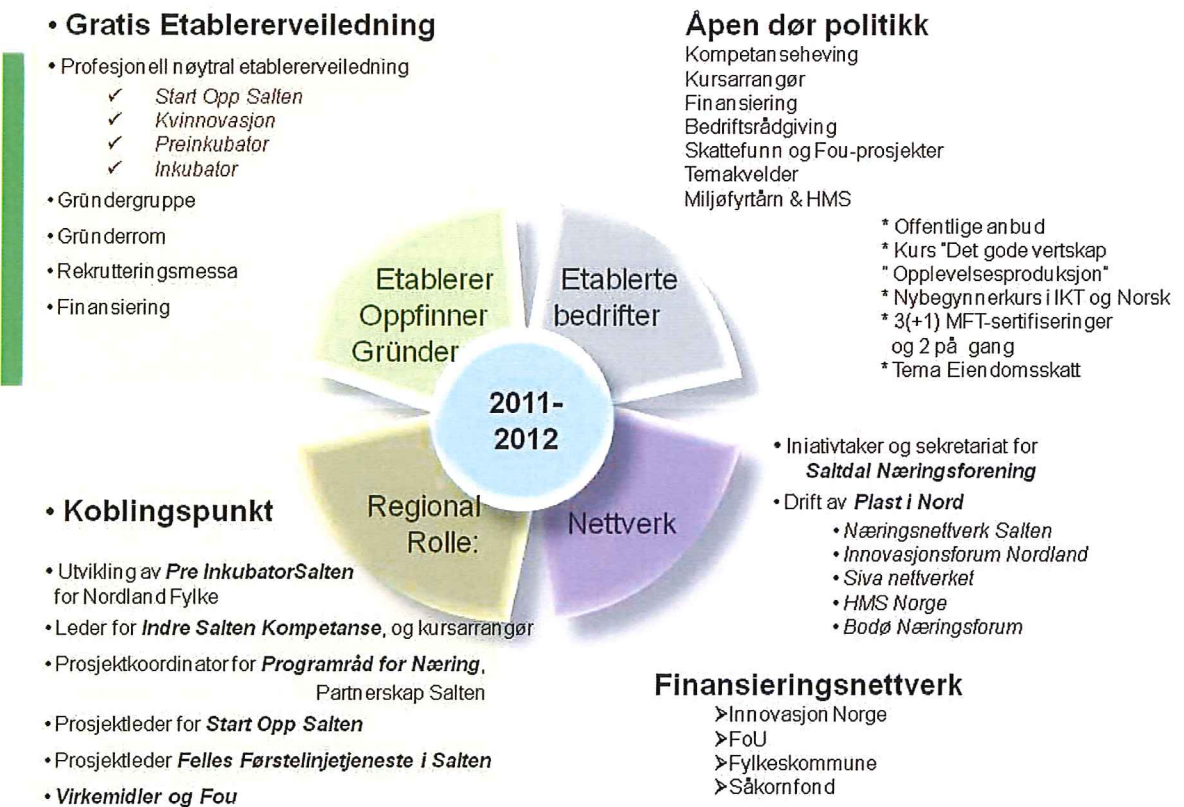 • Gratis Etablererveiledning
• Profesjonell nøytral etablererveiledning
✓ Start Opp Salten
✓ Kvinnovasjon
✓ Preinkubator
✓ Inkubator
• Gründergruppe
• Gründerrom
• Rekrutteringsmessa
• Finansiering
Åpen dør politikk
Kompetanseheving
Kursarrangør
Finansiering
Bedriftsrådgiving
Skattefunn og Fou-prosjekter
Temakvelder
Miljøfyrtårn & HMS
* Offentlige anbud
* Kurs "Det gode vertskap
" Opplevelsesproduksjon"
* Nybegynnerkurs i IKT og Norsk
* 3(+1) MFT-sertifiseringer
og 2 på gang
* Tema Eiendomsskatt
Etablerer
Oppfinner
Gründer
Etablerte
bedrifter
2011-
2012
Regional
Rolle:
Nettverk
• Koblingspunkt
• Utvikling av Pre InkubatorSalten
for Nordland Fylke
• Leder for Indre Salten Kompetanse, og kursarrangør
• Prosjektkoordinator for Programråd for Næring,
Partnerskap Salten
• Prosjektleder for Start Opp Salten
• Prosjektleder Felles Førstelinjetjeneste i Salten
• Virkemidler og Fou
• Iniativtaker og sekretariat for
Saltdal Næringsforening
• Drift av Plast i Nord
• Næringsnettverk Salten
• Innovasjonsforum Nordland
• Siva nettverket
• HMS Norge
• Bodø Næringsforum
Finansieringsnettverk
➢Innovasjon Norge
➢FoU
➢Fylkeskommune
➢Såkornfond